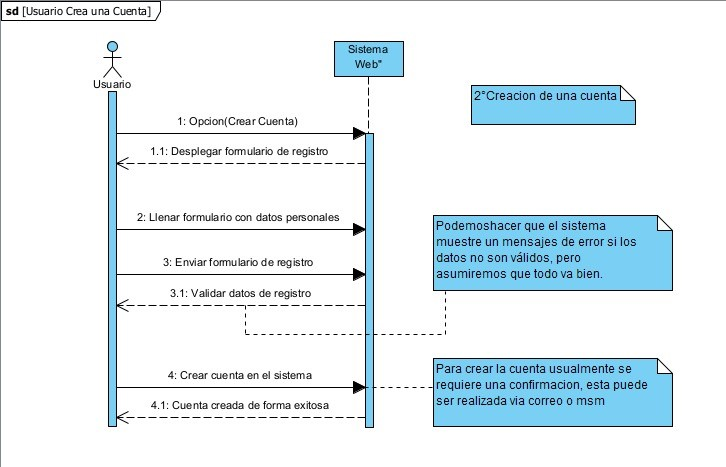 sd [Usuario Crea una Cuenta]
Sistema
Web"
Usuario
2°Creacion de una cuenta
1: Opcion(Crear Cuenta)
1.1: Desplegar formulario de registro
2: Llenar formulario con datos personales
Podemoshacer que el sistema
muestre un mensajes de error si los
datos no son válidos, pero
asumiremos que todo va bien.
3: Enviar formulario de registro
3.1: Validar datos de registro
4: Crear cuenta en el sistema
Para crear la cuenta usualmente se
requiere una confirmacion, esta puede
ser realizada via correo o msm
4.1: Cuenta creada de forma exitosa